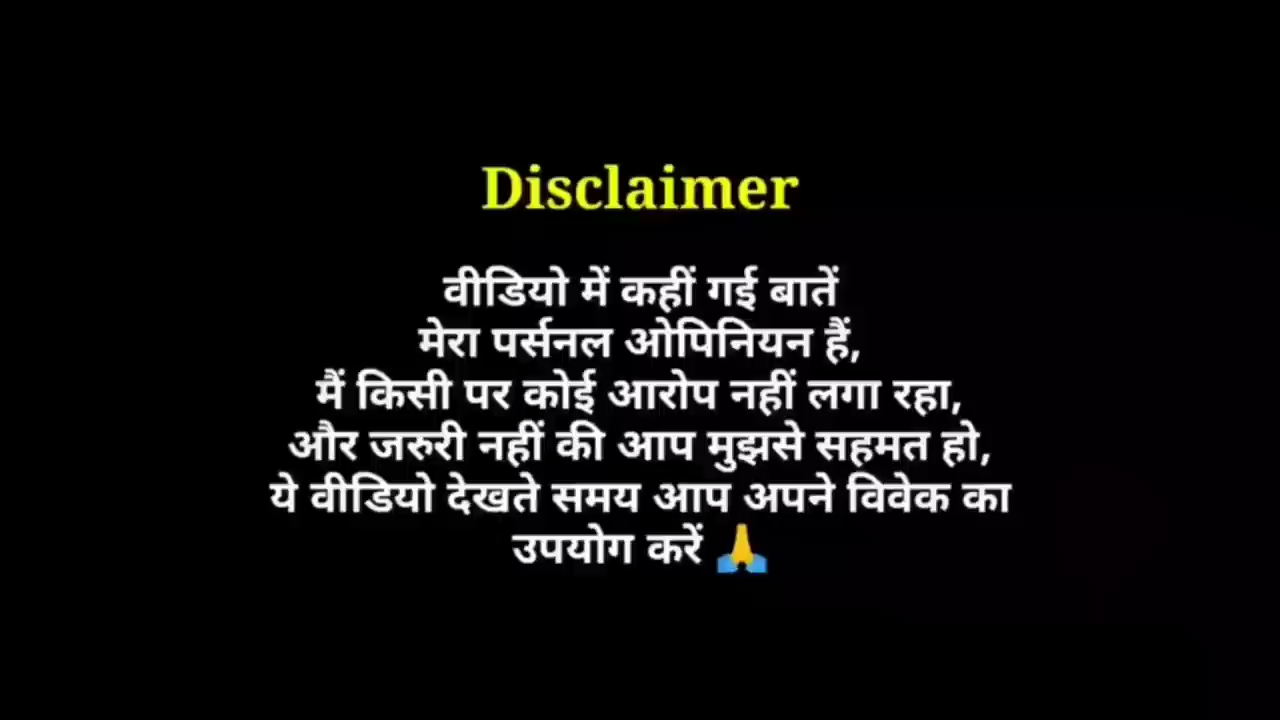 Disclaimer
वीडियो में कहीं गई बातें
मेरा पर्सनल ओपिनियन हैं,
मैं किसी पर कोई आरोप नहीं लगा रहा,
और जरुरी नहीं की आप मुझसे सहमत हो,
ये वीडियो देखते समय आप अपने विवेक का
उपयोग करें 🙏